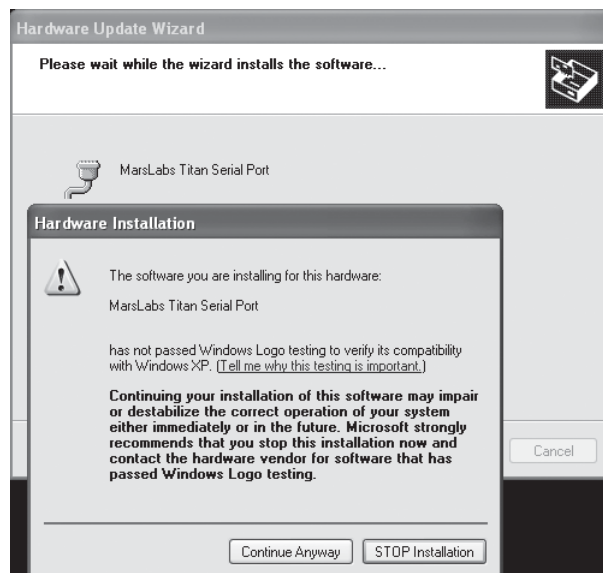 Hardware Update Wizard
Please wait while the wizard installs the software...
MarsLabs Titan Serial Port
Hardware Installation
The software you are installing for this hardware:
MarsLabs Titan Serial Port
has not passed Windows Logo testing to verify its compatibility
with Windows XP. (Tell me why this testing is important.)
Continuing your installation of this software may impair
or destabilize the correct operation of your system
either immediately or in the future. Microsoft strongly
recommends that you stop this installation now and
contact the hardware vendor for software that has
passed Windows Logo testing.
Cancel
Continue Anyway
STOP Installation